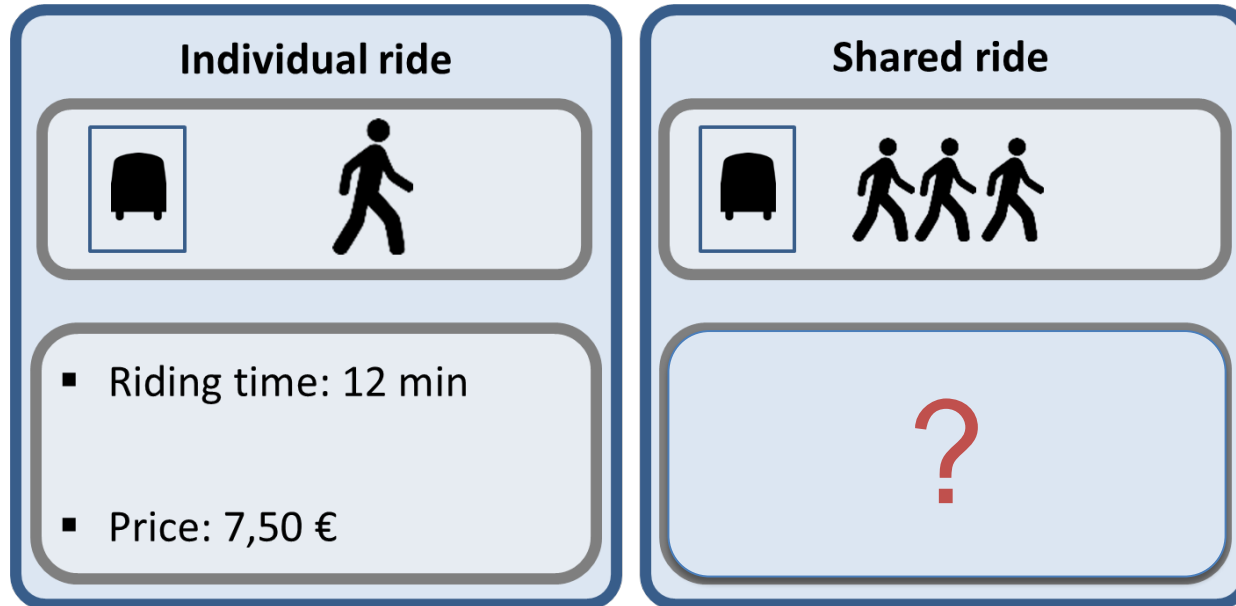 Individual ride
▪ Riding time: 12 min
▪ Price: 7,50 €
Shared ride
?